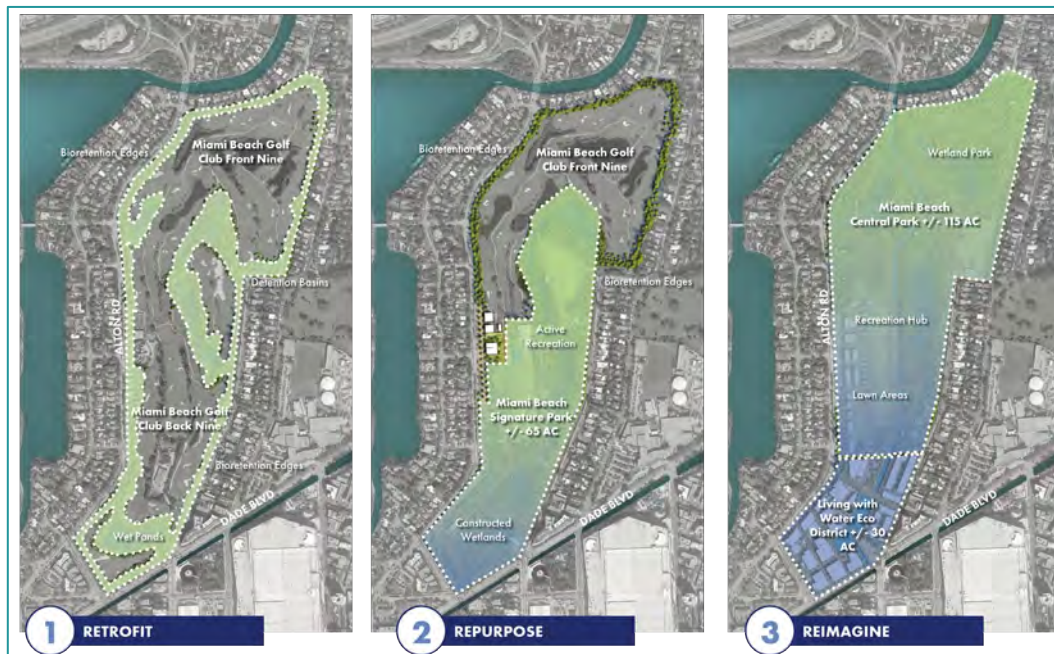 Bioretention Edges
Miami Beach Golf
Club Front Nine
Detention Basins
ALTON RD
Miami Beach Golf
Club Back Nine
Bioretention Edges
DADE BLVD
Wet Ponds
1 RETROFIT
Bioretention Edges
Miami Beach Golf
Club Front Nine
Bioretention Edges
Active
Recreation
Miami Beach
Signature Park
+/- 65 AC
DADE BLVD
Constructed
Wetlands
2 REPURPOSE
Wetland Park
Miami Beach
Central Park +/- 115 AC
ALTON RD
Recreation Hub
Lawn Areas
DADE BLVD
Living with
Water Eco
District +/- 30
AC
3 REIMAGINE